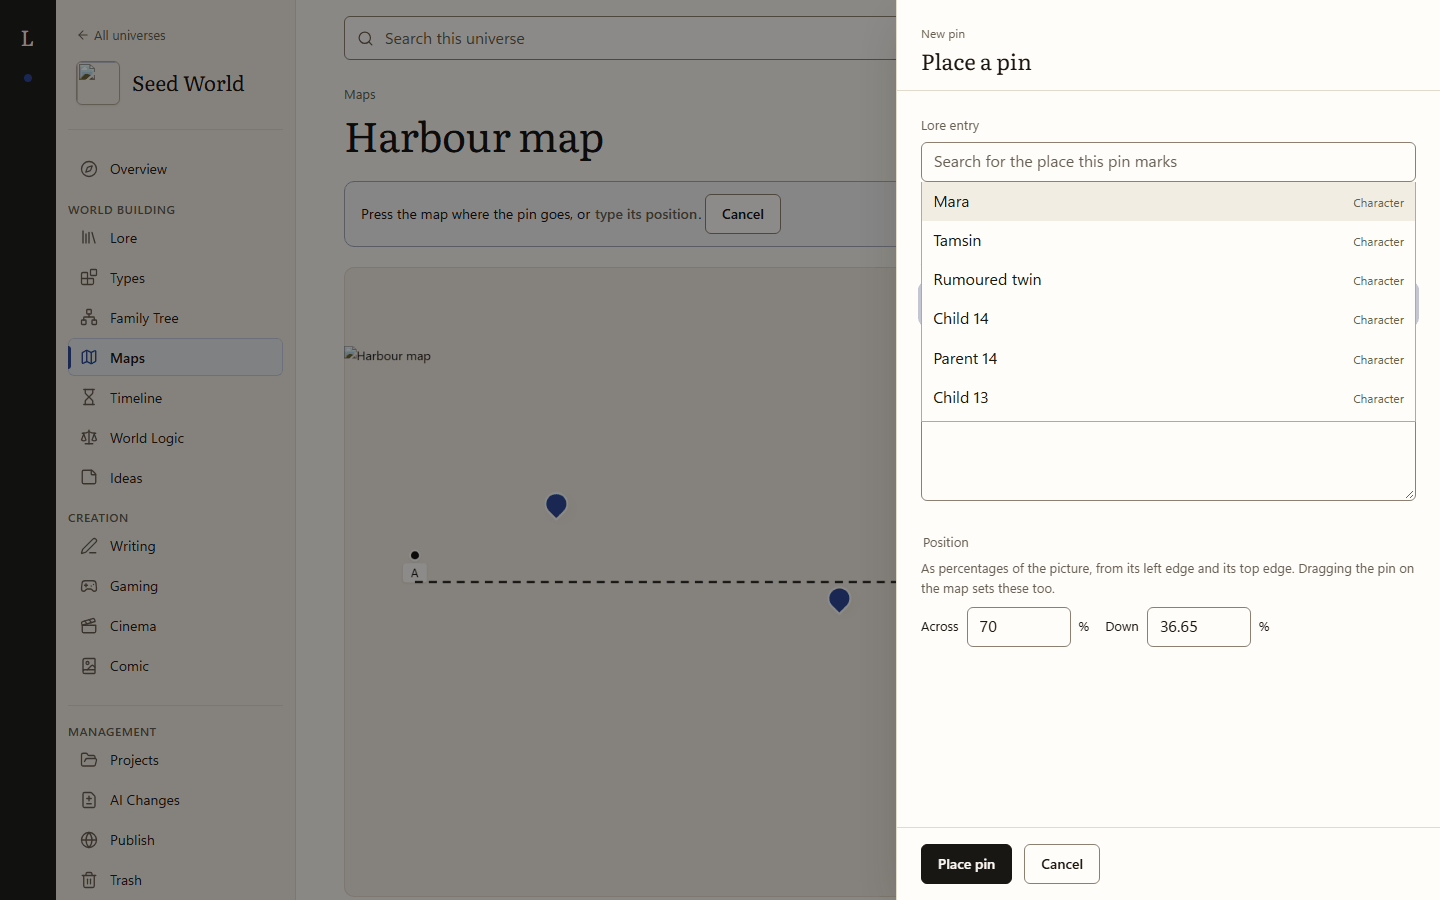 L
All universes
Seed World
Overview
WORLD BUILDING
Lore
Types
Family Tree
Maps
Timeline
World Logic
Ideas
CREATION
Writing
Gaming
Cinema
Comic
MANAGEMENT
Projects
AI Changes
Publish
Trash
Search this universe
Maps
Harbour map
Press the map where the pin goes, or type its position. Cancel
Harbour map
A
New pin
Place a pin
Lore entry
Search for the place this pin marks
Mara Character
Tamsin Character
Rumoured twin Character
Child 14 Character
Parent 14 Character
Child 13 Character
Position
As percentages of the picture, from its left edge and its top edge. Dragging the pin on
the map sets these too.
Across 70 % Down 36.65 %
Place pin Cancel